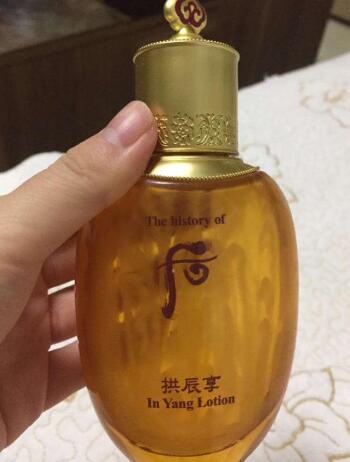 The history of
后
拱辰享
In Yang Lotion